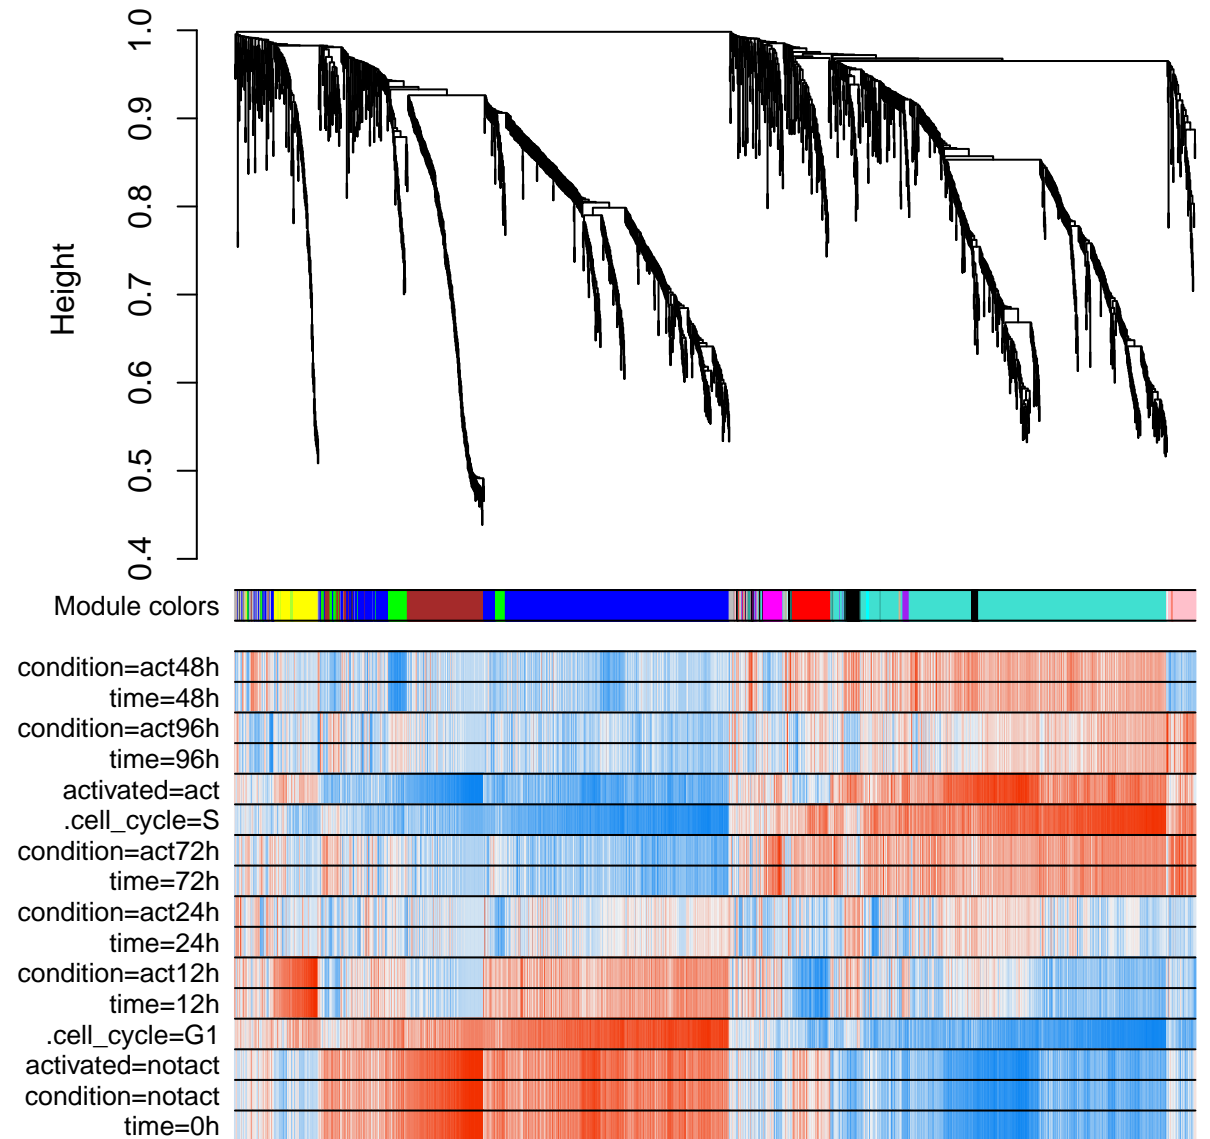 1.0
0.9
0.8
0.7
0.6
0.5
0.4
Height
Module colors
condition=act48h
time=48h
condition=act96h
time=96h
activated=act
.cell_cycle=S
condition=act72h
time=72h
condition=act24h
time=24h
condition=act12h
time=12h
.cell_cycle=G1
activated=notact
condition=notact
time=0h